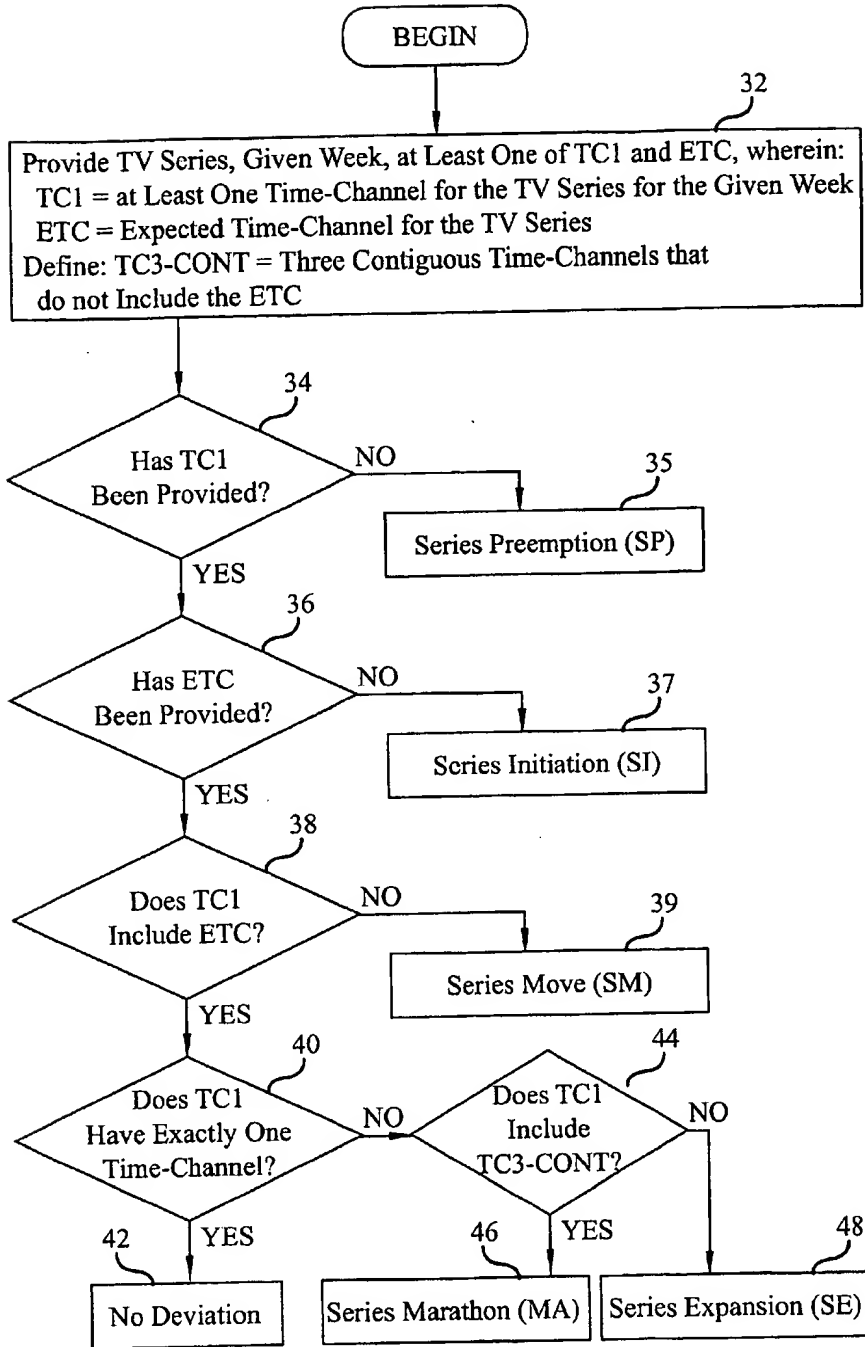 BEGIN
32
Provide TV Series, Given Week, at Least One of TC1 and ETC, wherein:
TC1 = at Least One Time-Channel for the TV Series for the Given Week
ETC = Expected Time-Channel for the TV Series
Define: TC3-CONT = Three Contiguous Time-Channels that
do not Include the ETC
34
Has TC1
Been Provided?
NO
35
Series Preemption (SP)
YES
36
Has ETC
Been Provided?
NO
37
Series Initiation (SI)
YES
38
Does TC1
Include ETC?
NO
39
Series Move (SM)
YES
40
Does TC1
Have Exactly One
Time-Channel?
NO
44
Does TC1
Include
TC3-CONT?
NO
YES
42
No Deviation
YES
46
Series Marathon (MA)
48
Series Expansion (SE)